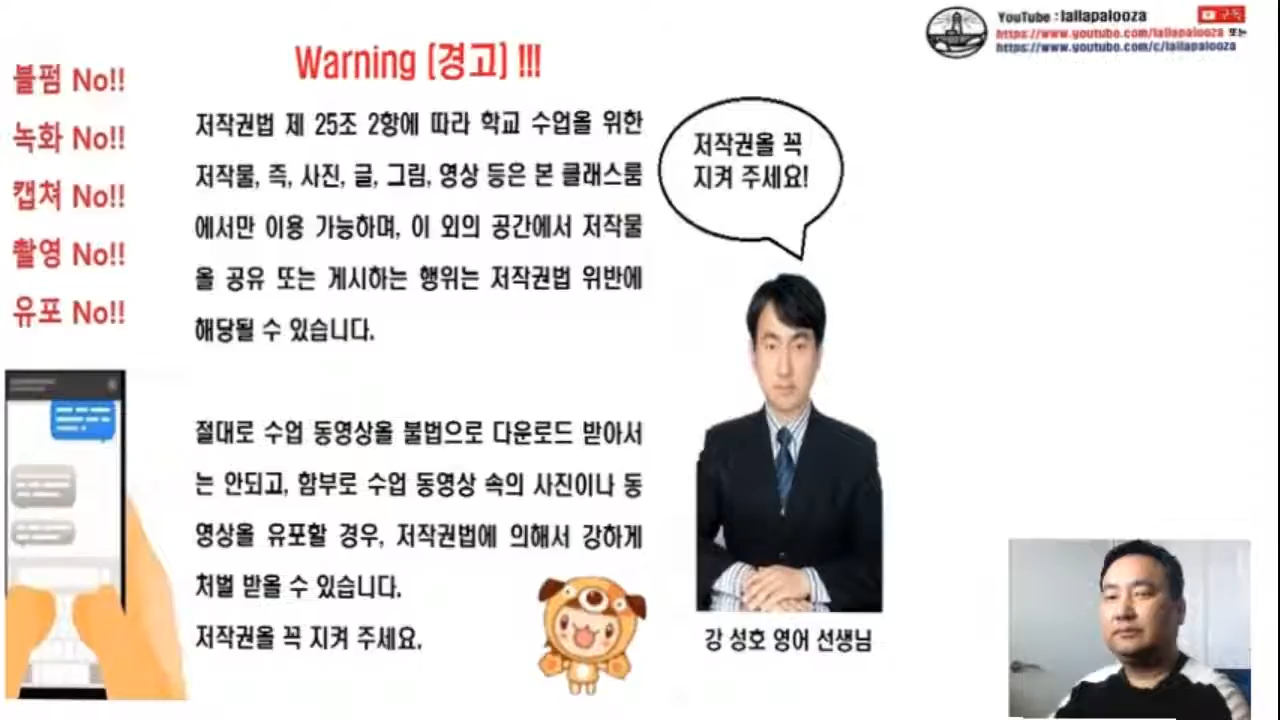 YouTube : lallapalooza
구독
https://www.youtube.com/lallapalooza 또는
https://www.youtubo.com/c/lallapalooza
Warning (경고) !!!
불펌 No!!
녹화 No!!
캡쳐 No!!
촬영 No!!
유포 No!!
저작권법 제 25조 2항에 따라 학교 수업을 위한
저작물, 즉, 사진, 글, 그림, 영상 등은 본 클래스룸
에서만 이용 가능하며, 이 외의 공간에서 저작물
을 공유 또는 게시하는 행위는 저작권법 위반에
해당될 수 있습니다.
절대로 수업 동영상을 불법으로 다운로드 받아서
는 안되고, 함부로 수업 동영상 속의 사진이나 동
영상을 유포할 경우, 저작권법에 의해서 강하게
처벌 받을 수 있습니다.
저작권을 꼭 지켜 주세요.
저작권을 꼭
지켜 주세요!
강 성호 영어 선생님